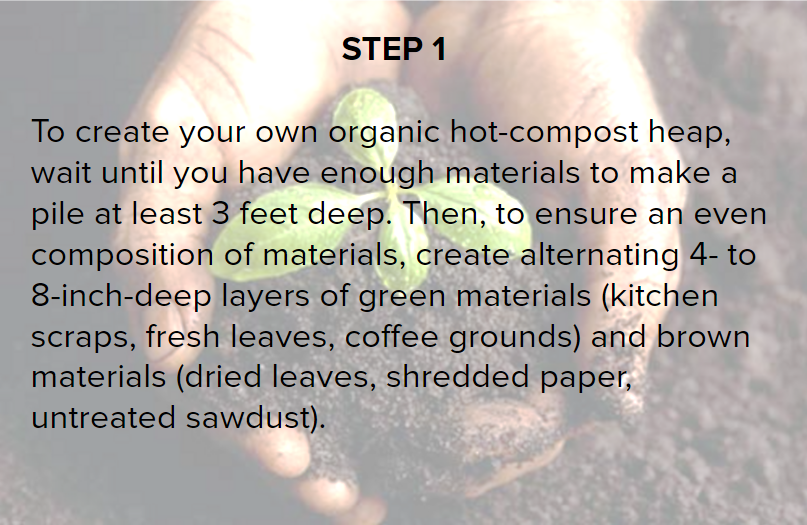 STEP 1
To create your own organic hot-compost heap,
wait until you have enough materials to make a
pile at least 3 feet deep. Then, to ensure an even
composition of materials, create alternating 4- to
8-inch-deep layers of green materials (kitchen
scraps, fresh leaves, coffee grounds) and brown
materials (dried leaves, shredded paper,
untreated sawdust).